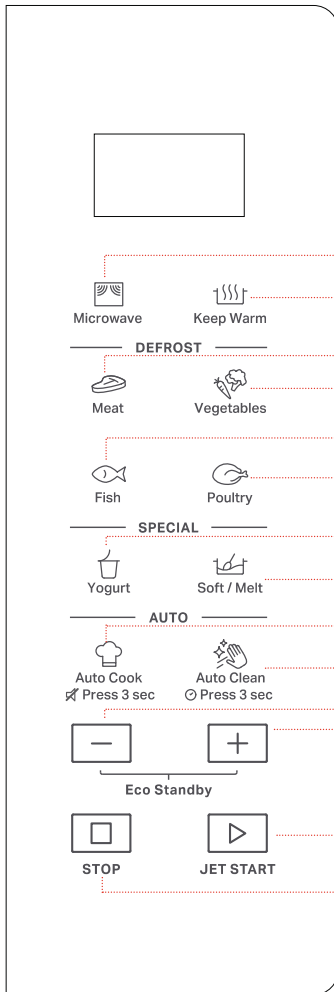 Microwave Keep Warm
DEFROST
Meat Vegetables
Fish Poultry
SPECIAL
Yogurt Soft / Melt
AUTO
Auto Cook Auto Clean
Press 3 sec Press 3 sec
Eco Standby
STOP JET START